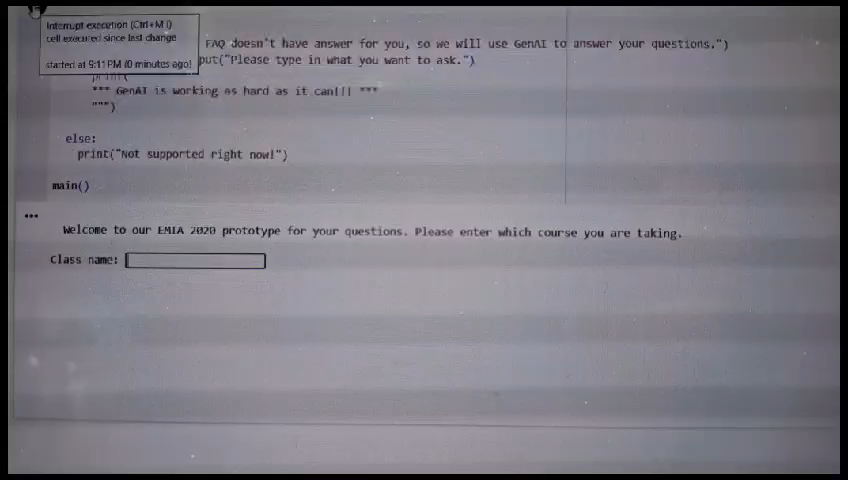 Interrupt execution (Ctrl+M I)
cell executed since last change
started at 9:11 PM (0 minutes ago)
FAQ doesn't have answer for you, so we will use GenAI to answer your questions.")
put("Please type in what you want to ask.")
print(
*** GenAI is working as hard as it can!!! ***
""")
else:
print("Not supported right now!")
main()
...
Welcome to our EMIA 2020 prototype for your questions. Please enter which course you are taking.
Class name: